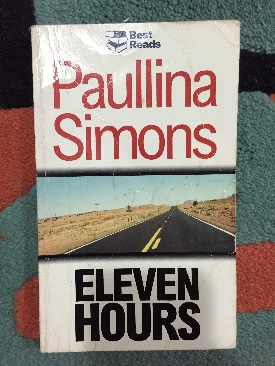 Best
Reads
Paullina
Simons
ELEVEN
HOURS